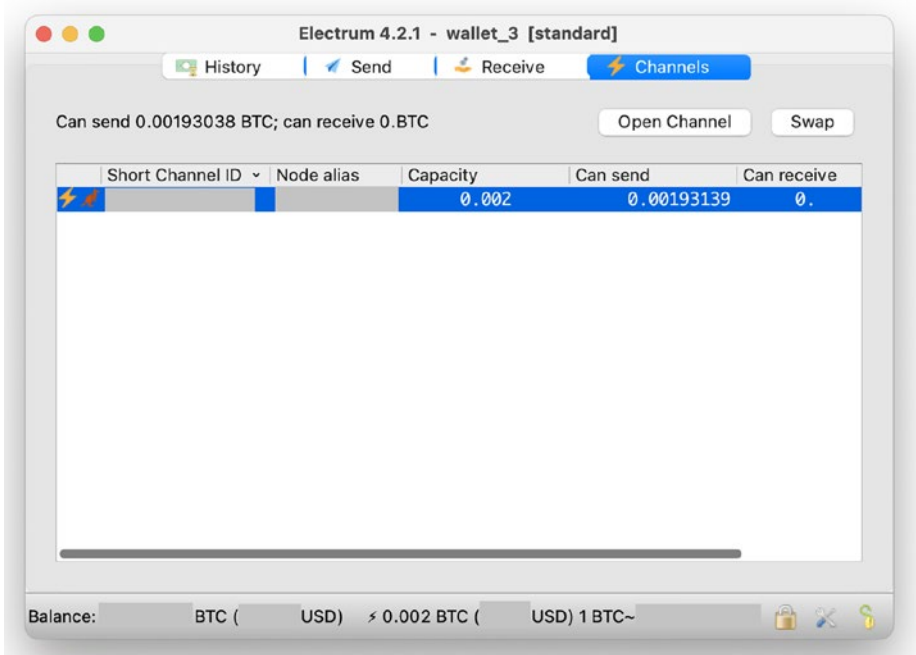 Electrum 4.2.1 - wallet_3 [standard]
History Send Receive Channels
Can send 0.00193038 BTC; can receive 0.BTC Open Channel Swap
Short Channel ID Node alias Capacity Can send Can receive
0.002 0.00193139 0.
Balance: BTC ( USD) ⚡ 0.002 BTC ( USD) 1 BTC~